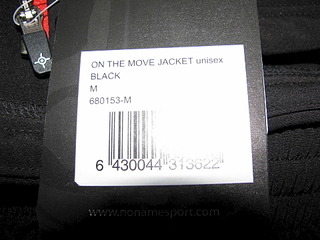 ON THE MOVE JACKET unisex
BLACK
M
680153-M
6 430044 313622
www.nonamesport.com